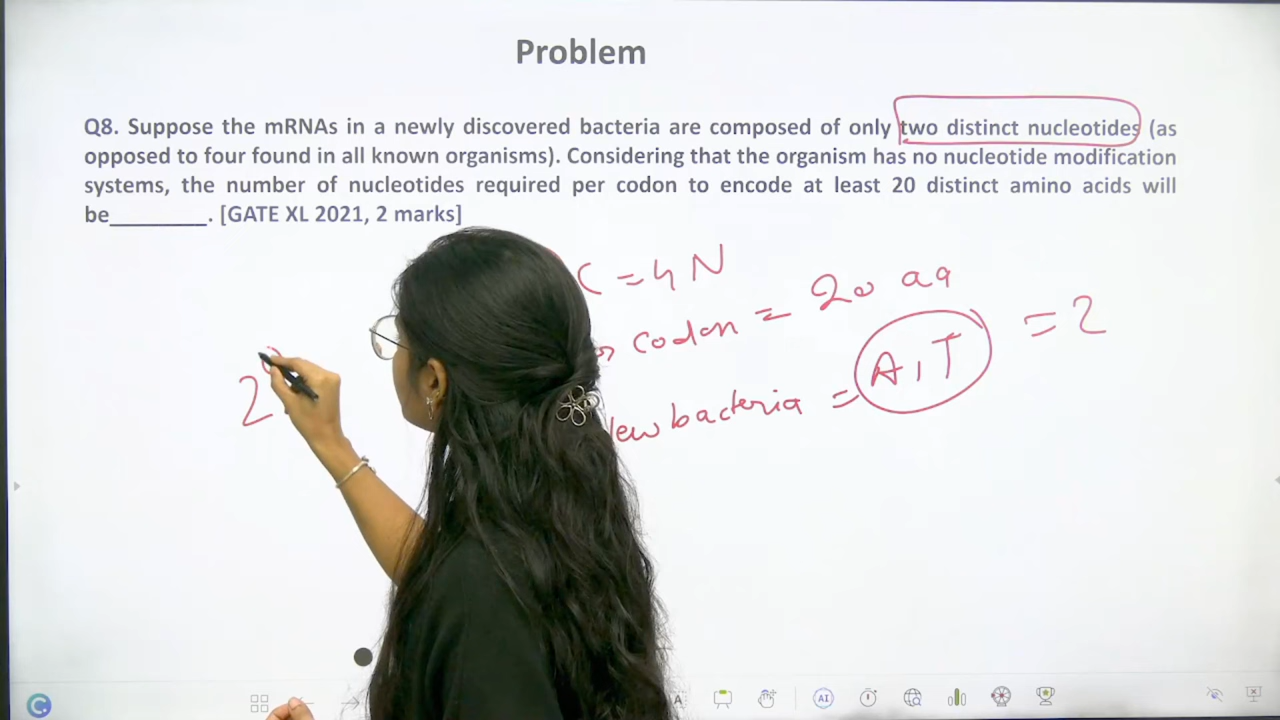 Problem
Q8. Suppose the mRNAs in a newly discovered bacteria are composed of only two distinct nucleotides (as
opposed to four found in all known organisms). Considering that the organism has no nucleotide modification
systems, the number of nucleotides required per codon to encode at least 20 distinct amino acids will
be________. [GATE XL 2021, 2 marks]
C = 4 N
codon = 20 aa
bacteria = A, T = 2
2
AI